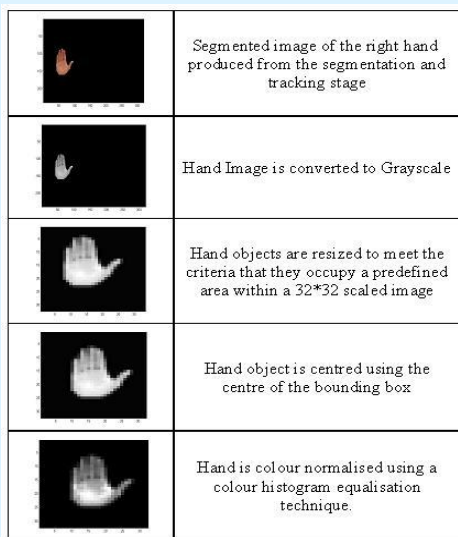 Segmented image of the right hand
produced from the segmentation and
tracking stage
Hand Image is converted to Grayscale
Hand objects are resized to meet the
criteria that they occupy a predefined
area within a 32*32 scaled image
Hand object is centred using the
centre of the bounding box
Hand is colour normalised using a
colour histogram equalisation
technique.